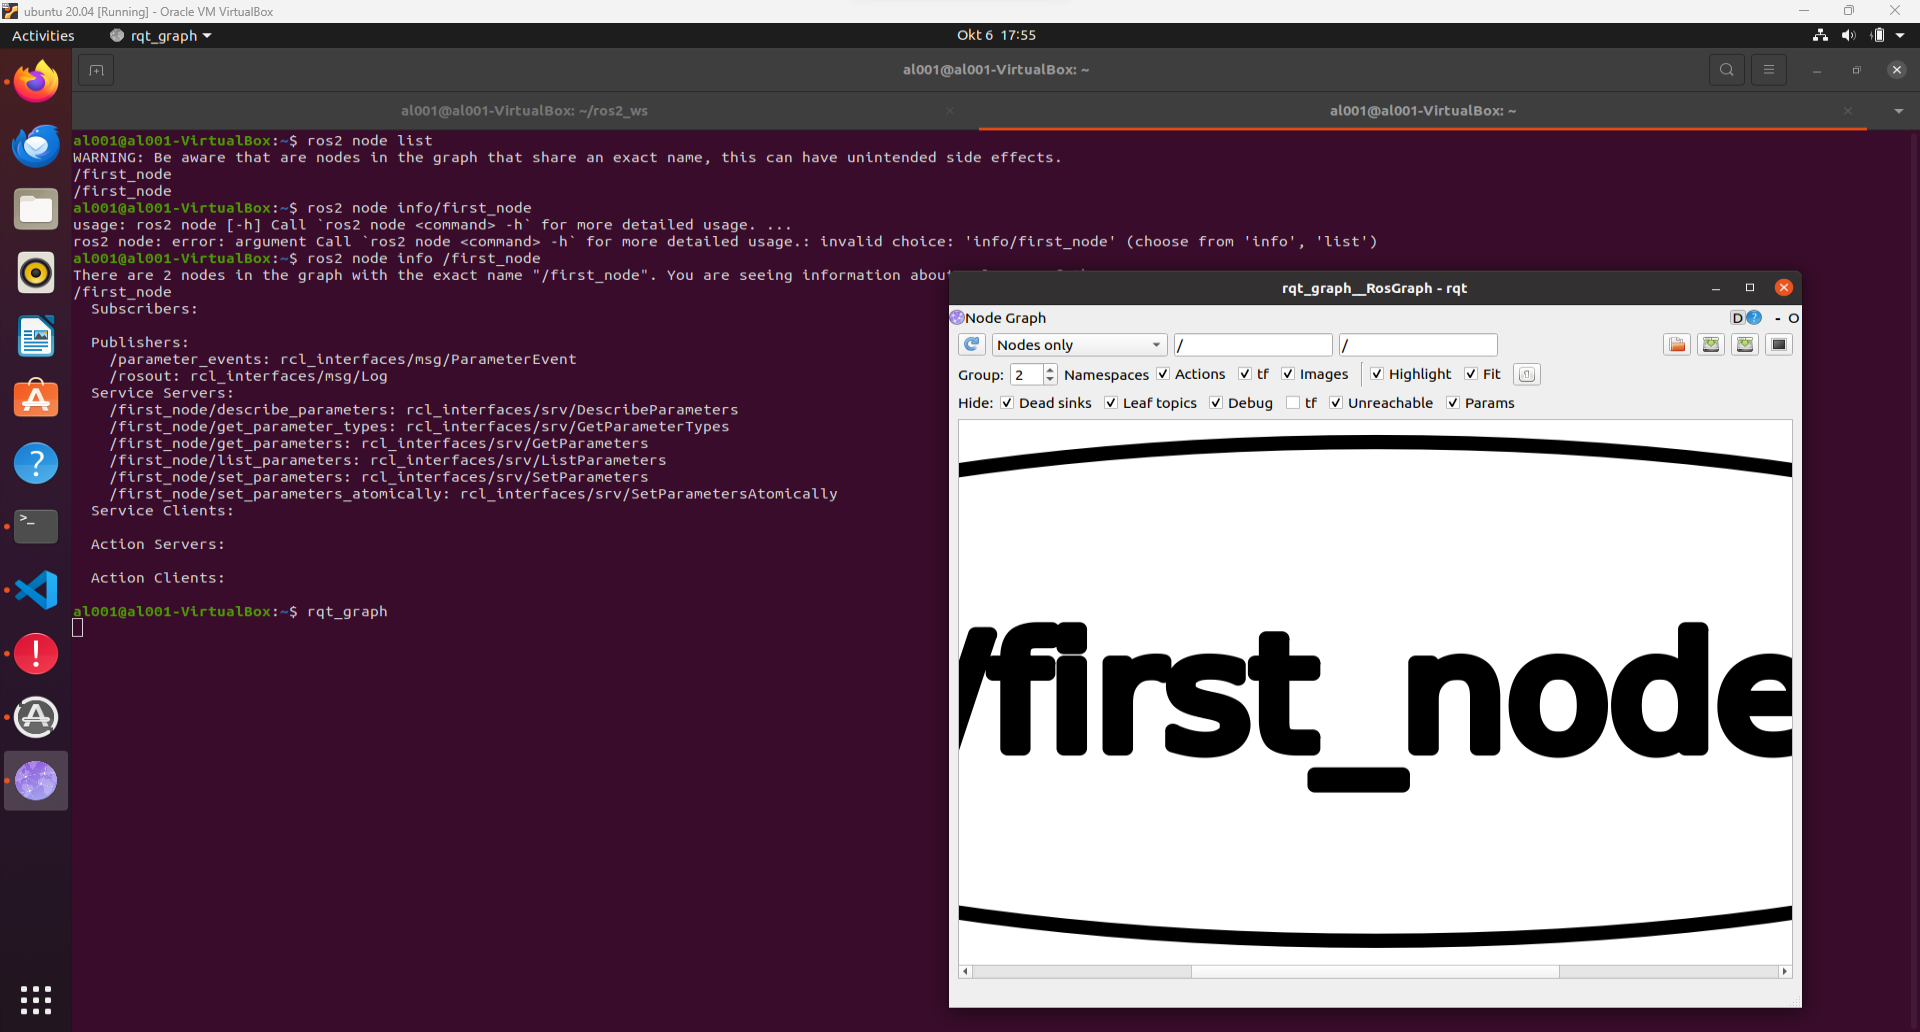 ubuntu 20.04 [Running] - Oracle VM VirtualBox
Activities rqt_graph Okt 6 17:55
al001@al001-VirtualBox: ~
al001@al001-VirtualBox: ~/ros2_ws al001@al001-VirtualBox: ~
al001@al001-VirtualBox:~$ ros2 node list
WARNING: Be aware that are nodes in the graph that share an exact name, this can have unintended side effects.
/first_node
/first_node
al001@al001-VirtualBox:~$ ros2 node info/first_node
usage: ros2 node [-h] Call `ros2 node <command> -h` for more detailed usage. ...
ros2 node: error: argument Call `ros2 node <command> -h` for more detailed usage.: invalid choice: 'info/first_node' (choose from 'info', 'list')
al001@al001-VirtualBox:~$ ros2 node info /first_node
There are 2 nodes in the graph with the exact name "/first_node". You are seeing information about
/first_node
Subscribers:
Publishers:
/parameter_events: rcl_interfaces/msg/ParameterEvent
/rosout: rcl_interfaces/msg/Log
Service Servers:
/first_node/describe_parameters: rcl_interfaces/srv/DescribeParameters
/first_node/get_parameter_types: rcl_interfaces/srv/GetParameterTypes
/first_node/get_parameters: rcl_interfaces/srv/GetParameters
/first_node/list_parameters: rcl_interfaces/srv/ListParameters
/first_node/set_parameters: rcl_interfaces/srv/SetParameters
/first_node/set_parameters_atomically: rcl_interfaces/srv/SetParametersAtomically
Service Clients:
Action Servers:
Action Clients:
al001@al001-VirtualBox:~$ rqt_graph
rqt_graph__RosGraph - rqt
Node Graph D ? - O
Nodes only / /
Group: 2 Namespaces Actions tf Images Highlight Fit
Hide: Dead sinks Leaf topics Debug tf Unreachable Params
/first_node